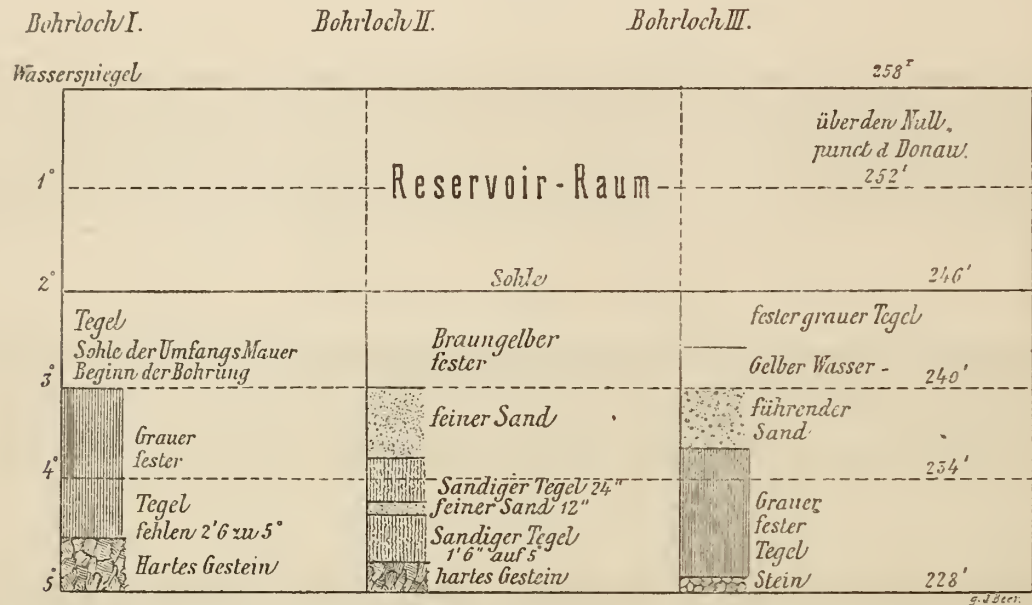 Bohrloch I. Bohrloch II. Bohrloch III.
Wasserspiegel 258'
über den Null-
punct d Donau.
1° Reservoir-Raum 252'
2° Sohle 246'
Tegel
Sohle der Umfangs Mauer
Beginn der Bohrung
Braungelber
fester
fester grauer Tegel
Gelber Wasser-
3° 240'
Grauer
fester
feiner Sand
führender
Sand
4° 234'
Tegel
fehlen 2'6 zu 5°
Hartes Gestein
Sandiger Tegel 24"
feiner Sand 12"
Sandiger Tegel
1'6" auf 5°
hartes Gestein
Grauer
fester
Tegel
Stein
5° 228'
g. J Beer.